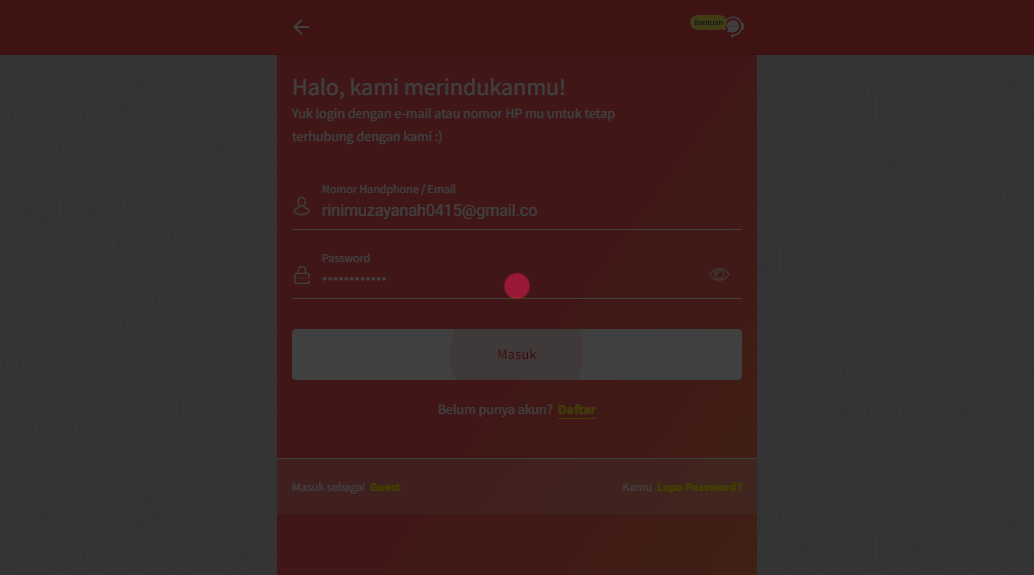 Bantuan
Halo, kami merindukanmu!
Yuk login dengan e-mail atau nomor HP mu untuk tetap
terhubung dengan kami :)
Nomor Handphone / Email
rinimuzayanah0415@gmail.co
Password
••••••••••••
Masuk
Belum punya akun? Daftar
Masuk sebagai Guest
Kamu Lupa Password?